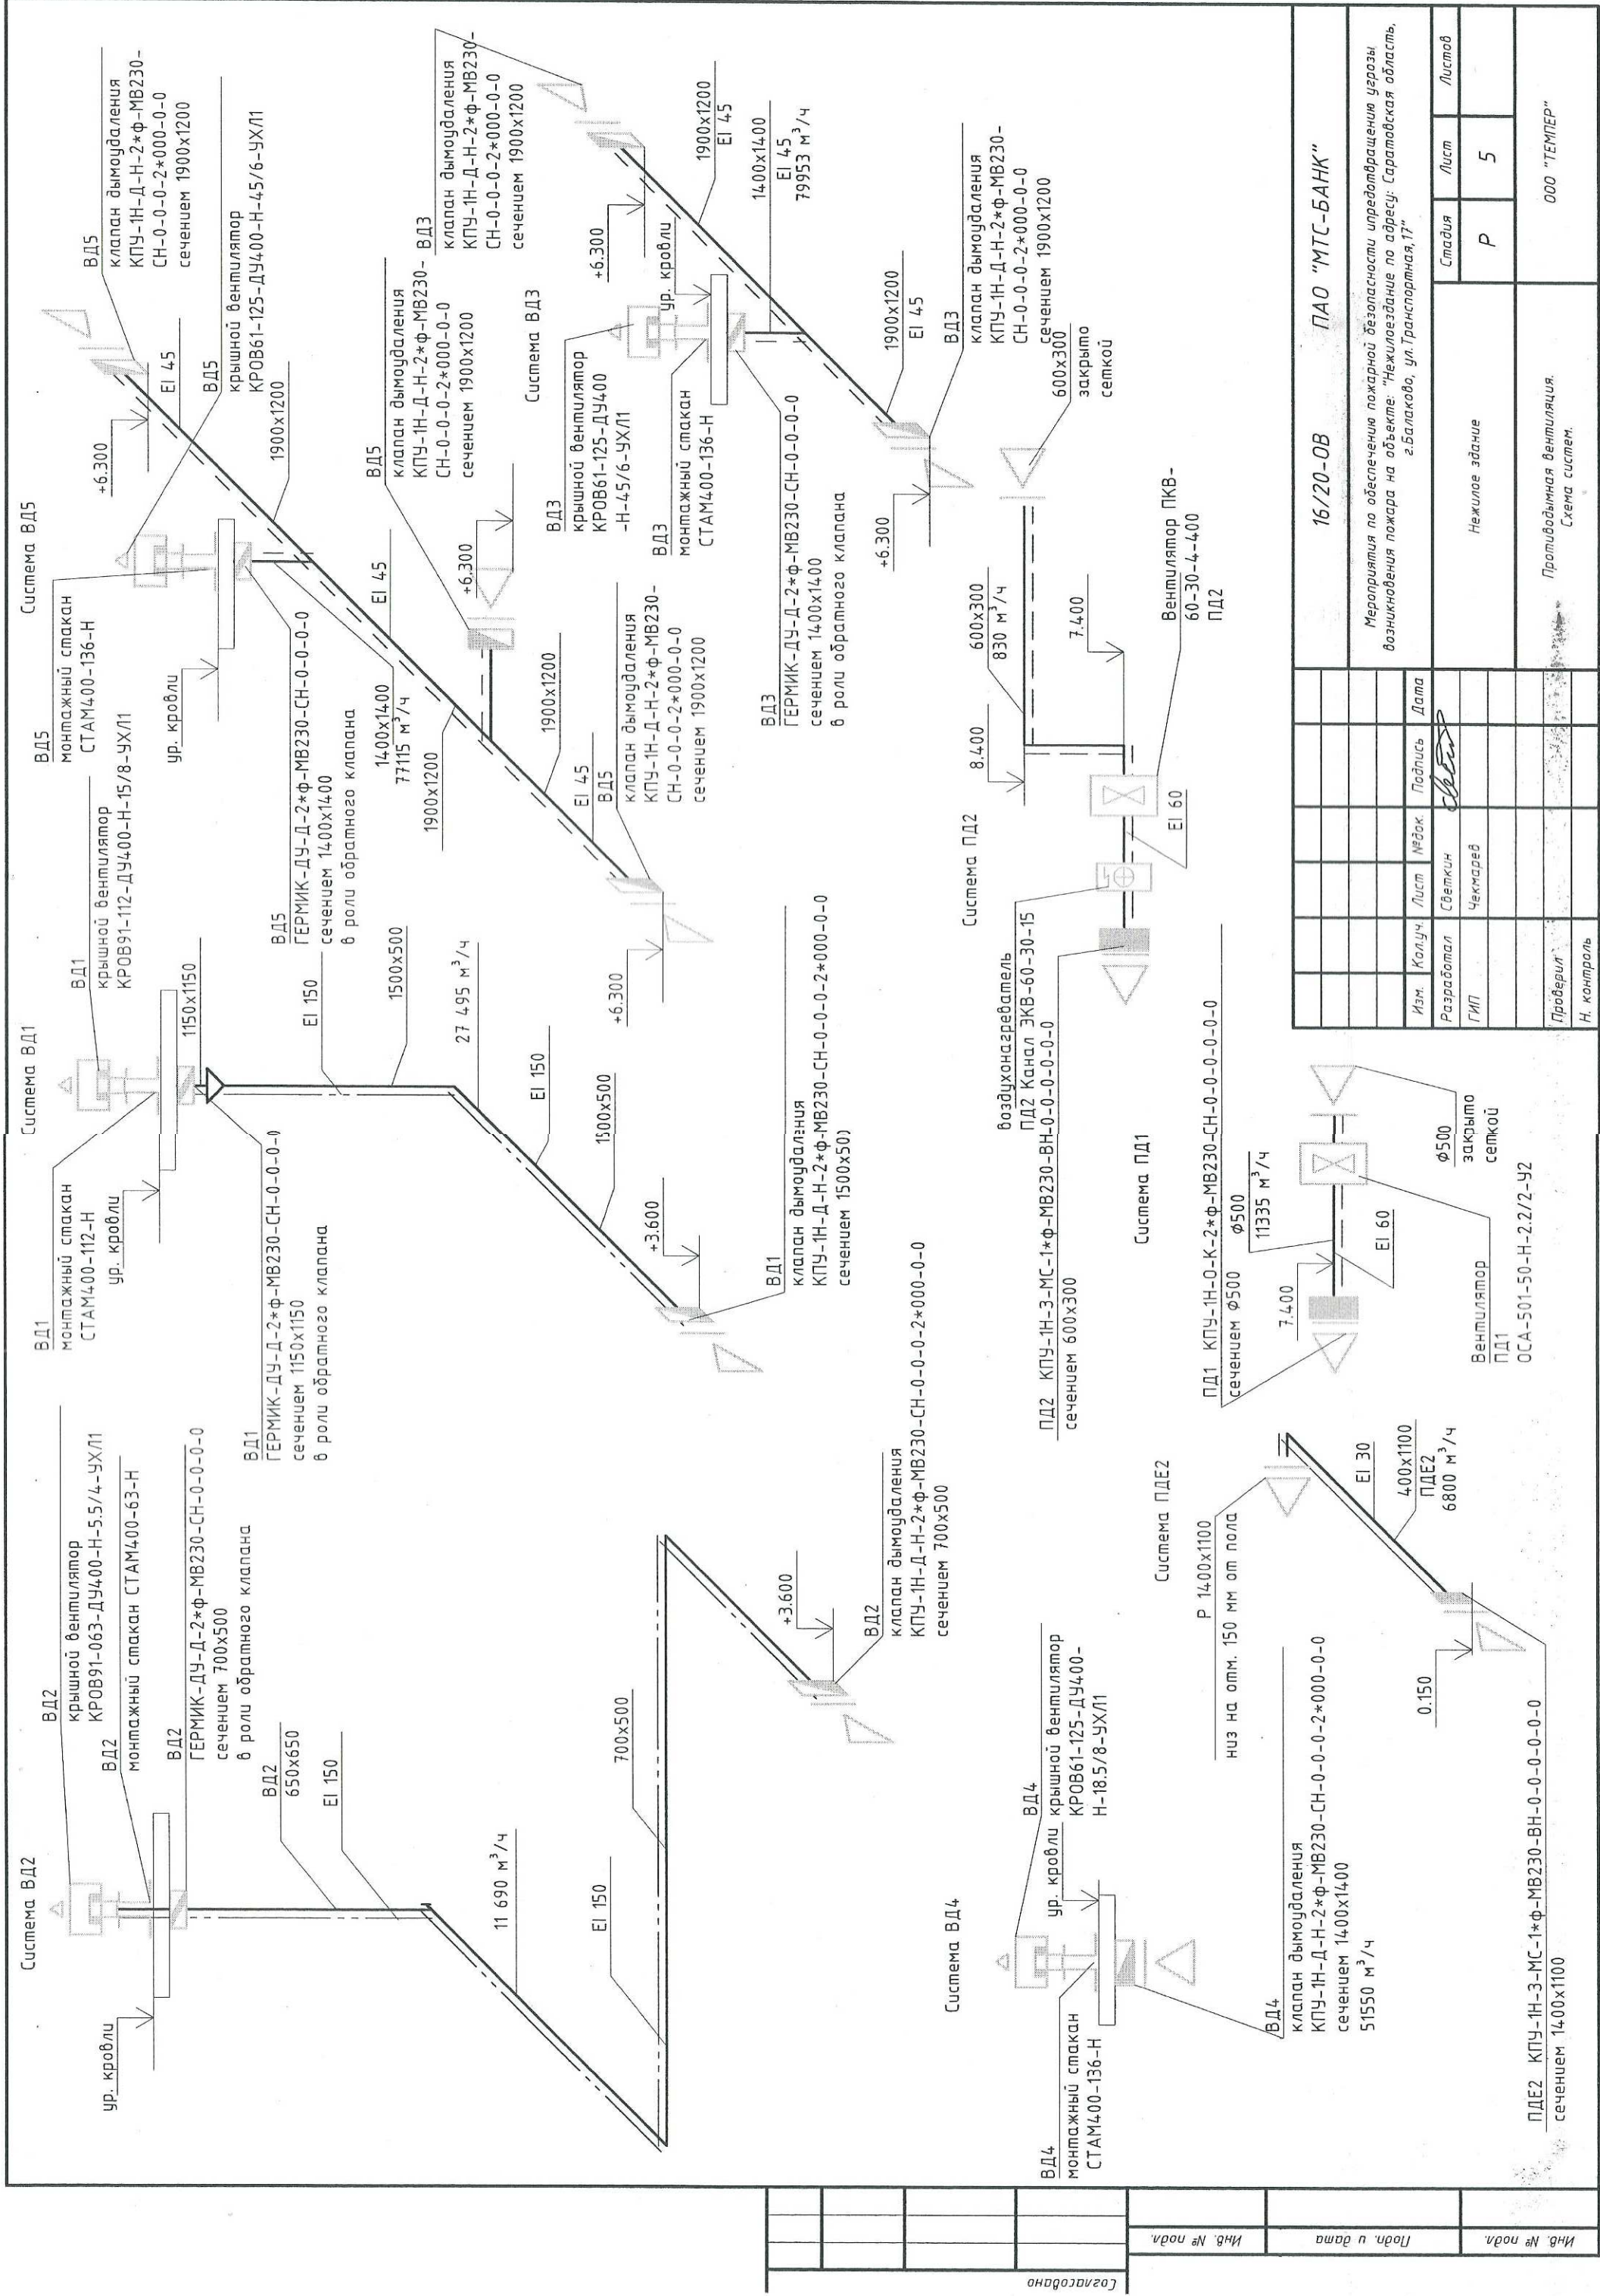 Система ВД2
ВД2
крышной вентилятор
КРОВ91-063-ДУ400-Н-5.5/4-УХЛ1
ВД2
монтажный стакан СТАМ400-63-Н
ВД2
ГЕРМИК-ДУ-Д-2*ф-МВ230-СН-0-0-0-0
сечением 700х500
в роли обратного клапана
ур. кровли
ВД2
650х650
EI 150
11 690 м³/ч
EI 150
700х500
+3.600
ВД2
клапан дымоудаления
КПУ-1Н-Д-Н-2*ф-МВ230-СН-0-0-0-2*000-0-0
сечением 700х500
Система ВД1
ВД1
монтажный стакан
СТАМ400-112-Н
ур. кровли
ВД1
крышной вентилятор
КРОВ91-112-ДУ400-Н-15/8-УХЛ1
1150х1150
ВД1
ГЕРМИК-ДУ-Д-2*ф-МВ230-СН-0-0-0-0
сечением 1150х1150
в роли обратного клапана
EI 150
1500х500
27 495 м³/ч
EI 150
1500х500
+3.600
ВД1
клапан дымоудаления
КПУ-1Н-Д-Н-2*ф-МВ230-СН-0-0-0-2*000-0-0
сечением 1500х50)
Система ВД5
ВД5
монтажный стакан
СТАМ400-136-Н
ур. кровли
ВД5
клапан дымоудаления
КПУ-1Н-Д-Н-2*ф-МВ230-
СН-0-0-0-2*000-0-0
сечением 1900х1200
ВД5
крышной вентилятор
КРОВ61-125-ДУ400-Н-45/6-УХЛ1
+6.300
EI 45
1900х1200
ВД5
ГЕРМИК-ДУ-Д-2*ф-МВ230-СН-0-0-0-0
сечением 1400х1400
в роли обратного клапана
EI 45
1400х1400
77115 м³/ч
1900х1200
ВД5
клапан дымоудаления
КПУ-1Н-Д-Н-2*ф-МВ230-
СН-0-0-0-2*000-0-0
сечением 1900х1200
+6.300
1900х1200
EI 45
ВД5
клапан дымоудаления
КПУ-1Н-Д-Н-2*ф-МВ230-
СН-0-0-0-2*000-0-0
сечением 1900х1200
+6.300
Система ВД3
ВД3
клапан дымоудаления
КПУ-1Н-Д-Н-2*ф-МВ230-
СН-0-0-0-2*000-0-0
сечением 1900х1200
ВД3
крышной вентилятор
КРОВ61-125-ДУ400
-Н-45/6-УХЛ1
+6.300
ур. кровли
ВД3
монтажный стакан
СТАМ400-136-Н
1900х1200
EI 45
1400х1400
EI 45
79953 м³/ч
ВД3
ГЕРМИК-ДУ-Д-2*ф-МВ230-СН-0-0-0-0
сечением 1400х1400
в роли обратного клапана
1900х1200
EI 45
+6.300
ВД3
клапан дымоудаления
КПУ-1Н-Д-Н-2*ф-МВ230-
СН-0-0-0-2*000-0-0
сечением 1900х1200
Система ВД4
ВД4
крышной вентилятор
КРОВ61-125-ДУ400-
Н-18.5/8-УХЛ1
ур. кровли
ВД4
монтажный стакан
СТАМ400-136-Н
ВД4
клапан дымоудаления
КПУ-1Н-Д-Н-2*ф-МВ230-СН-0-0-0-2*000-0-0
сечением 1400х1400
51550 м³/ч
Система ПДЕ2
Р 1400х1100
низ на отм. 150 мм от пола
EI 30
400х1100
ПДЕ2
6800 м³/ч
0.150
ПДЕ2 КПУ-1Н-З-МС-1*ф-МВ230-ВН-0-0-0-0-0-0
сечением 1400х1100
Система ПД2
воздухонагреватель
ПД2 Канал ЭКВ-60-30-15
8.400
600х300
830 м³/ч
7.400
600х300
закрыто
сеткой
Вентилятор ПКВ-
60-30-4-400
ПД2
EI 60
ПД2 КПУ-1Н-З-МС-1*ф-МВ230-ВН-0-0-0-0-0-0
сечением 600х300
Система ПД1
ПД1 КПУ-1Н-О-К-2*ф-МВ230-СН-0-0-0-0-0-0
сечением ф500
ф500
11335 м³/ч
7.400
EI 60
ф500
закрыто
сеткой
Вентилятор
ПД1
ОСА-501-50-Н-2.2/2-У2
16/20-ОВ ПАО "МТС-БАНК"
Мероприятия по обеспечению пожарной безопасности ипредотвращению угрозы
возникновения пожара на объекте: "Нежилоездание по адресу: Саратовская область,
г.Балаково, ул.Транспортная,17"
Изм. Кол.уч. Лист №док. Подпись Дата
Разработал Светкин
ГИП Чекмарев
Проверил
Н. контроль
Нежилое здание
Стадия Лист Листов
Р 5
Противодымная вентиляция.
Схема систем.
ООО "ТЕМПЕР"
Согласовано
Инв. № подл.
Подп. и дата
Инв. № подл.